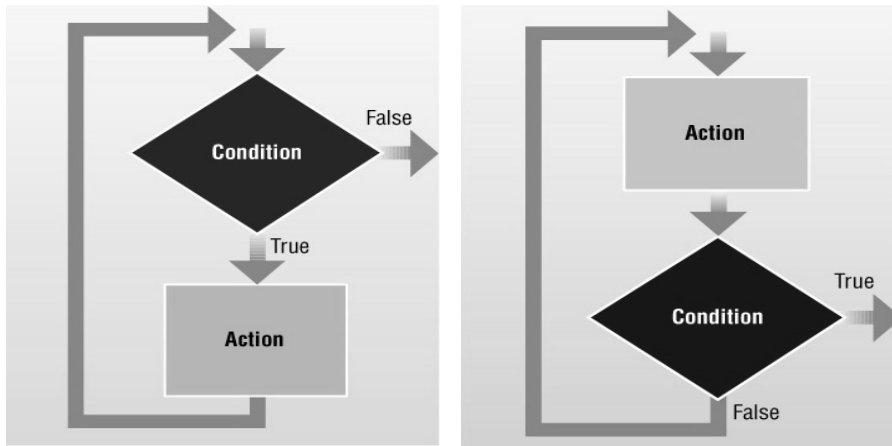 False
Condition
True
Action
Action
True
Condition
False